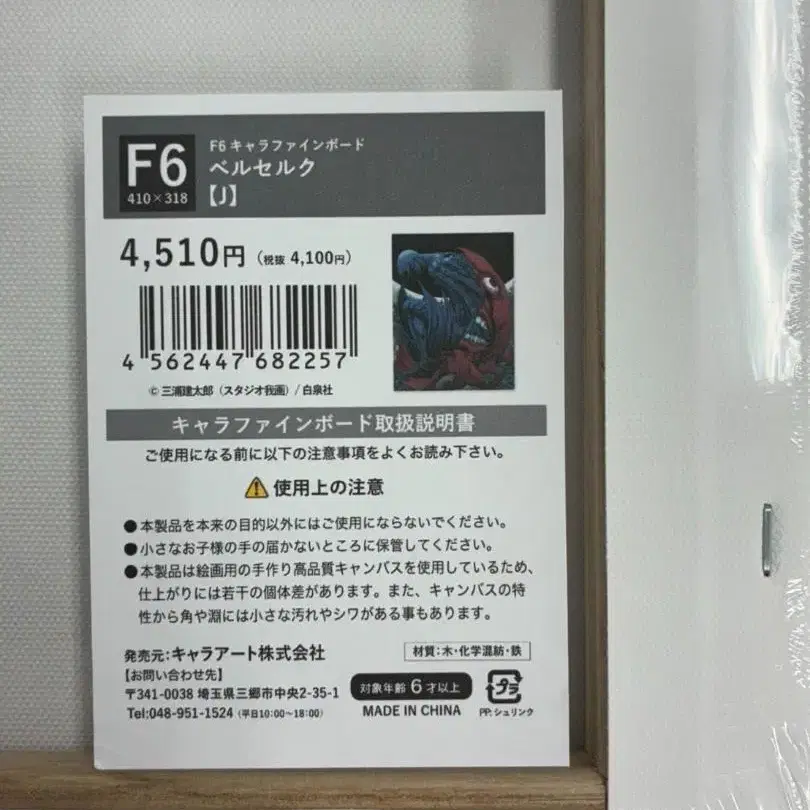 F6
410×318
F6 キャラファインボード
ベルセルク
【J】
4,510円（税抜 4,100円）
4 562447 682257
© 三浦建太郎（スタジオ我画）/ 白泉社
キャラファインボード取扱説明書
ご使用になる前に以下の注意事項をよくお読み下さい。
使用上の注意
●本製品を本来の目的以外にはご使用にならないでください。
●小さなお子様の手の届かないところに保管してください。
●本製品は絵画用の手作り高品質キャンバスを使用しているため、
仕上がりには若干の個体差があります。また、キャンバスの特
性から角や淵には小さな汚れやシワがある事もあります。
発売元：キャラアート株式会社
材質：木・化学混紡・鉄
【お問い合わせ先】
〒341-0038 埼玉県三郷市中央2-35-1
Tel:048-951-1524（平日10:00〜18:00）
対象年齢 6才以上
MADE IN CHINA
プラ
PP：シュリンク